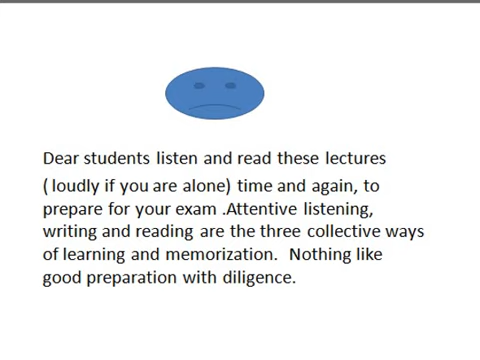 Dear students listen and read these lectures
( loudly if you are alone) time and again, to
prepare for your exam .Attentive listening,
writing and reading are the three collective ways
of learning and memorization.  Nothing like
good preparation with diligence.